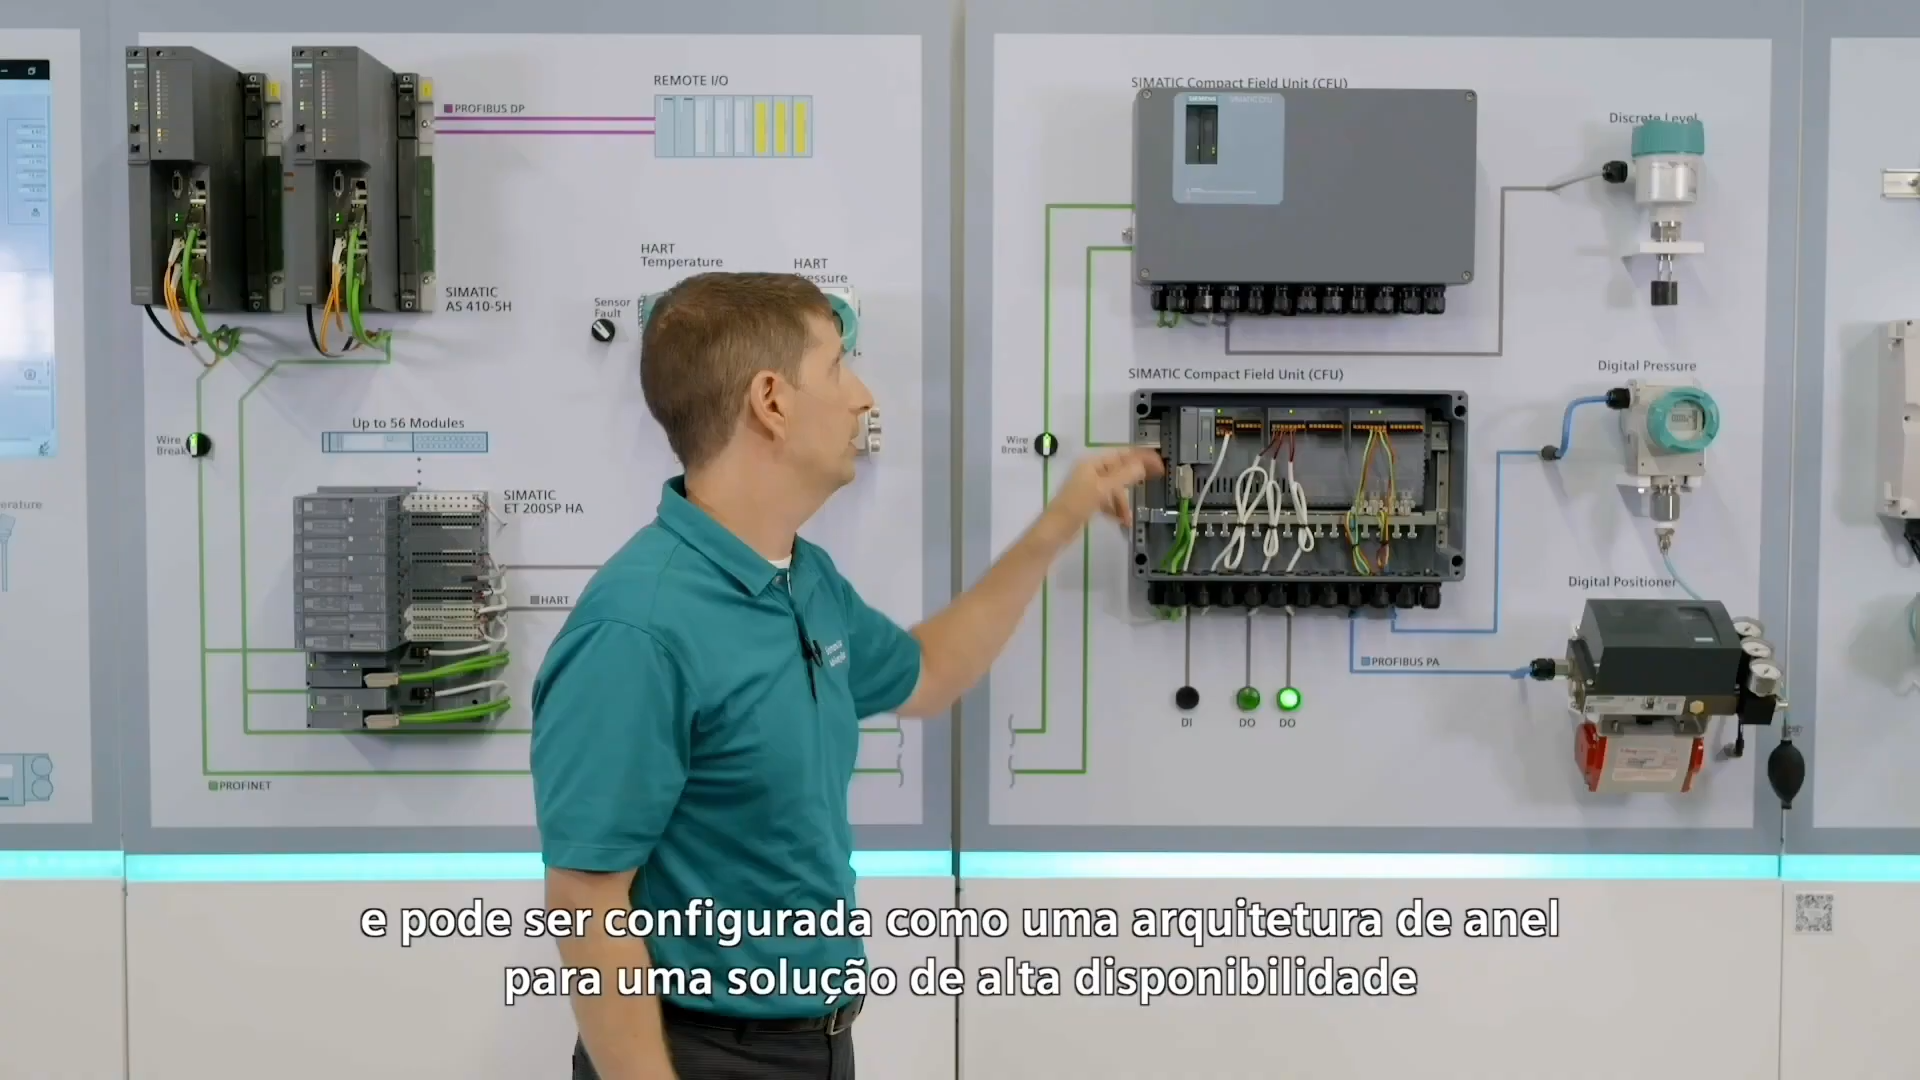 PROFIBUS DP
REMOTE I/O
HART
Temperature
HART
Sensor
Fault
SIMATIC
AS 410-5H
Wire
Break
Up to 56 Modules
SIMATIC
ET 200SP HA
HART
PROFINET
SIMATIC Compact Field Unit (CFU)
SIEMENS
SIMATIC CFU
Discrete Level
SIMATIC Compact Field Unit (CFU)
Digital Pressure
Wire
Break
Digital Positioner
PROFIBUS PA
DI
DO
DO
e pode ser configurada como uma arquitetura de anel
para uma solução de alta disponibilidade